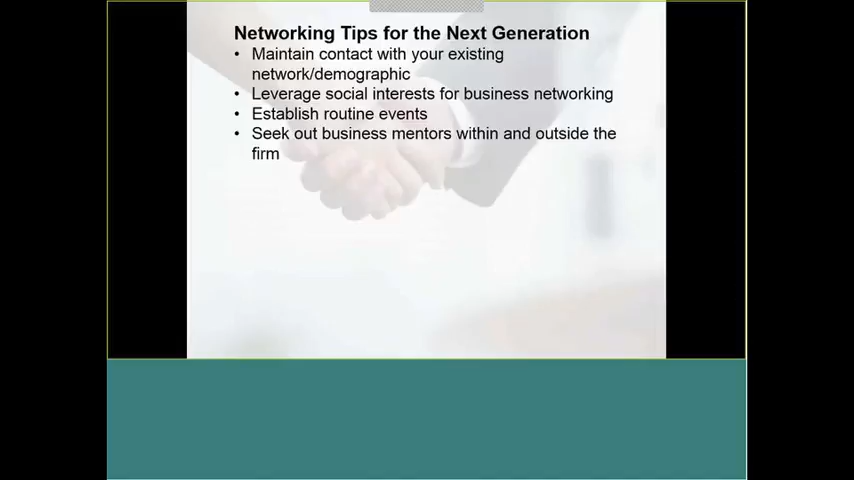 Networking Tips for the Next Generation
• Maintain contact with your existing
network/demographic
• Leverage social interests for business networking
• Establish routine events
• Seek out business mentors within and outside the
firm